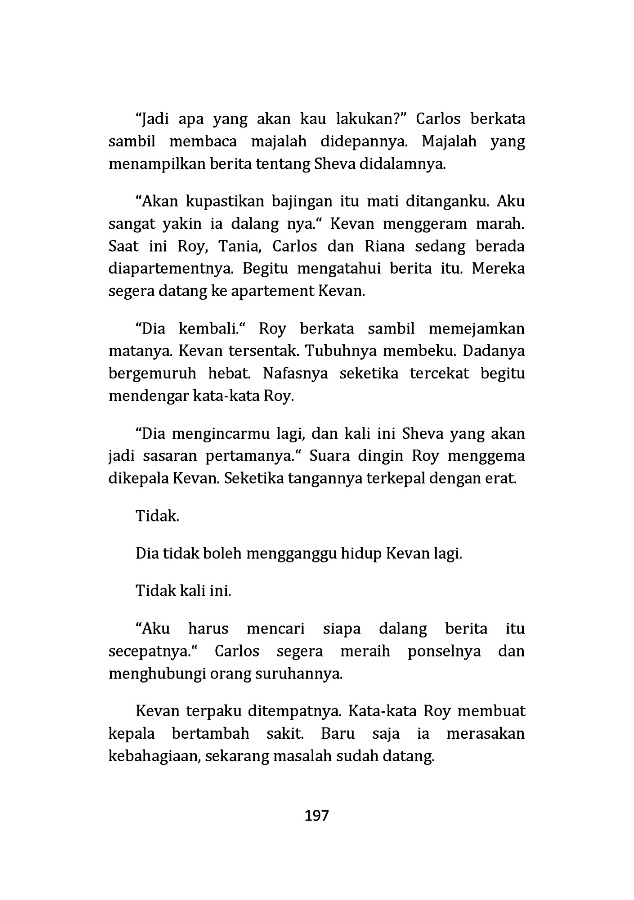 “Jadi apa yang akan kau lakukan?” Carlos berkata
sambil membaca majalah didepannya. Majalah yang
menampilkan berita tentang Sheva didalamnya.
“Akan kupastikan bajingan itu mati ditanganku. Aku
sangat yakin ia dalang nya.“ Kevan menggeram marah.
Saat ini Roy, Tania, Carlos dan Riana sedang berada
diapartementnya. Begitu mengatahui berita itu. Mereka
segera datang ke apartement Kevan.
“Dia kembali.“ Roy berkata sambil memejamkan
matanya. Kevan tersentak. Tubuhnya membeku. Dadanya
bergemuruh hebat. Nafasnya seketika tercekat begitu
mendengar kata-kata Roy.
“Dia mengincarmu lagi, dan kali ini Sheva yang akan
jadi sasaran pertamanya.“ Suara dingin Roy menggema
dikepala Kevan. Seketika tangannya terkepal dengan erat.
Tidak.
Dia tidak boleh mengganggu hidup Kevan lagi.
Tidak kali ini.
“Aku harus mencari siapa dalang berita itu
secepatnya.“ Carlos segera meraih ponselnya dan
menghubungi orang suruhannya.
Kevan terpaku ditempatnya. Kata-kata Roy membuat
kepala bertambah sakit. Baru saja ia merasakan
kebahagiaan, sekarang masalah sudah datang.
197